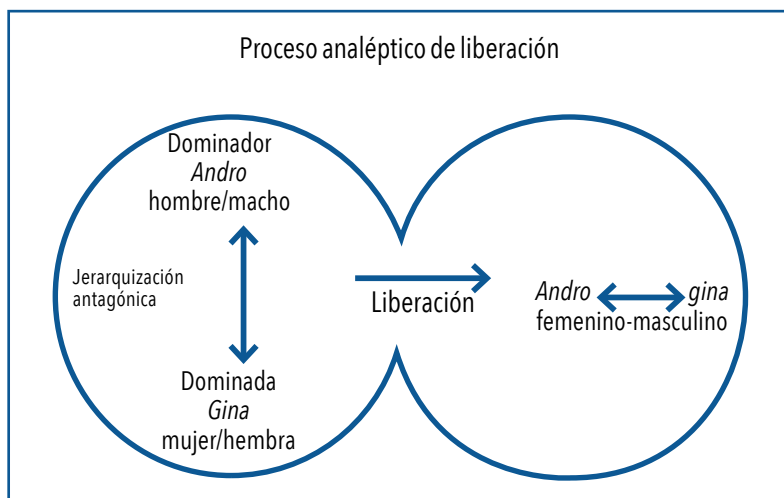 Proceso analéptico de liberación
Dominador
Andro
hombre/macho
Jerarquización
antagónica
Dominada
Gina
mujer/hembra
Liberación
Andro gina
femenino-masculino